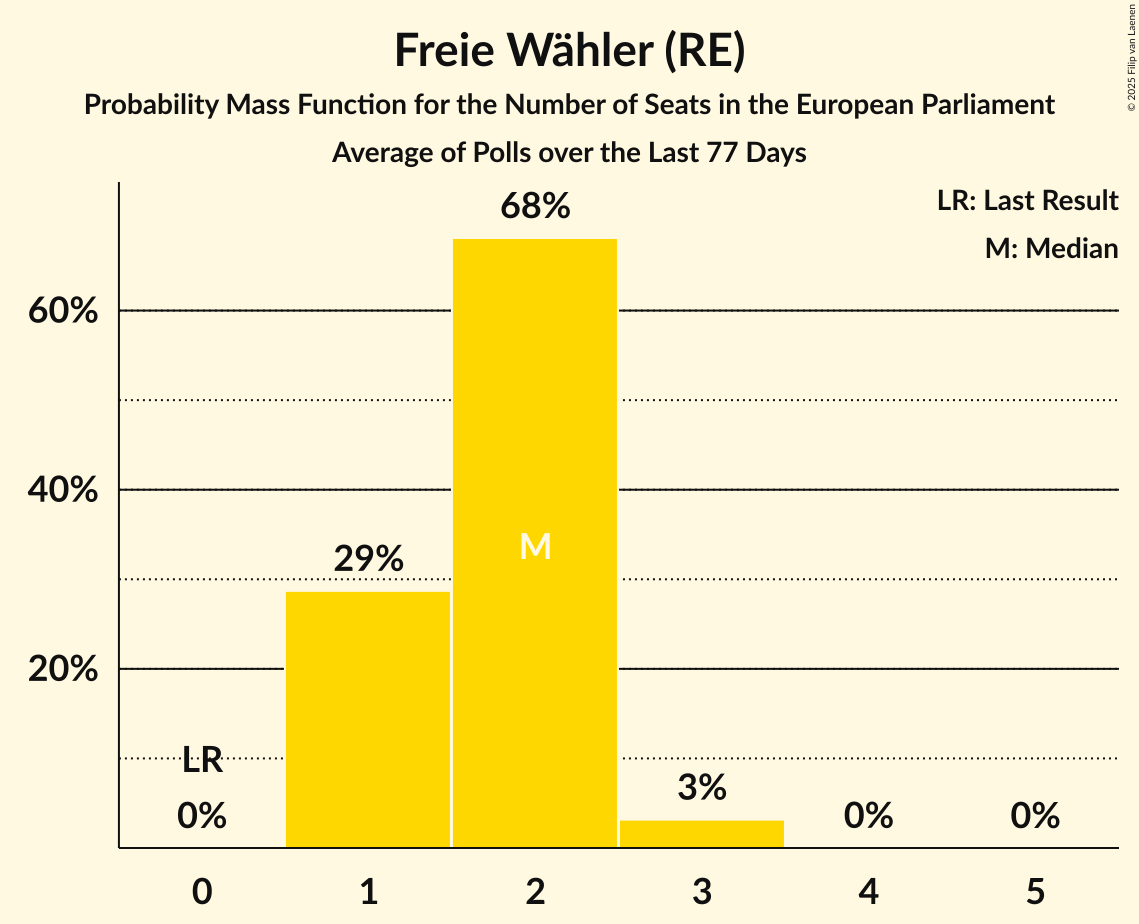 Freie Wähler (RE)
Probability Mass Function for the Number of Seats in the European Parliament
Average of Polls over the Last 77 Days
© 2025 Filip van Laenen
LR: Last Result
M: Median
68%
60%
40%
M
29%
20%
LR
0%
3%
0%
0%
0 1 2 3 4 5